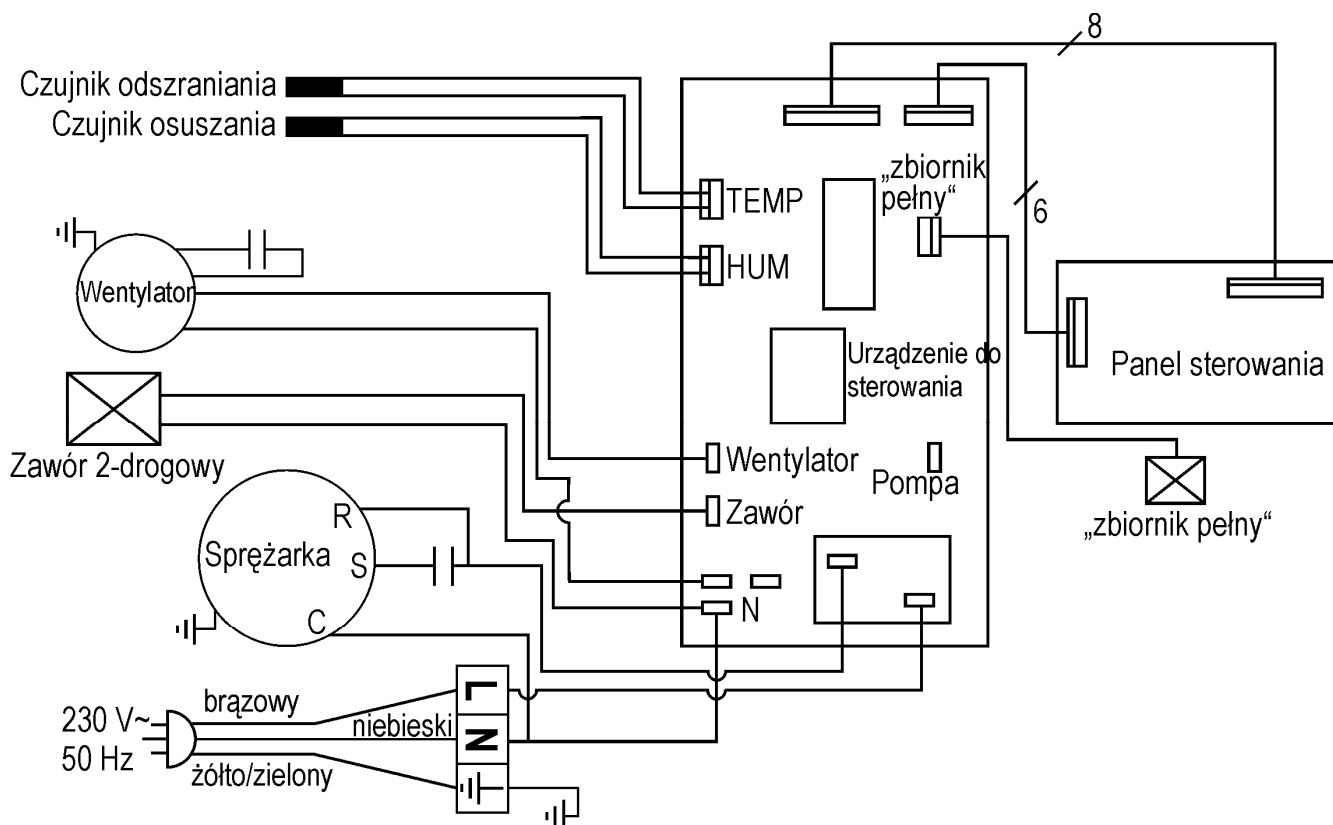 8
Czujnik odszraniania
Czujnik osuszania
„zbiornik
pełny“
TEMP
6
HUM
Wentylator
Urządzenie do
sterowania
Panel sterowania
Zawór 2-drogowy
Wentylator
Pompa
Zawór
„zbiornik pełny“
R
Sprężarka
S
C
N
L
brązowy
230 V~
niebieski
N
50 Hz
żółto/zielony